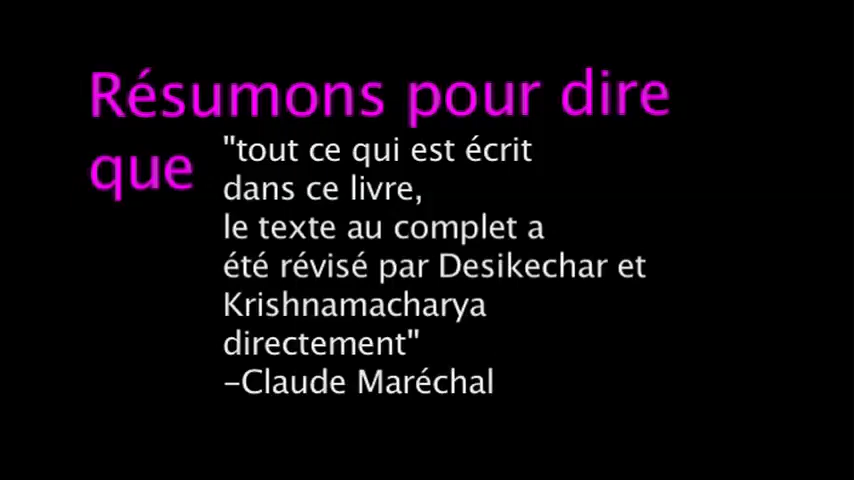 Résumons pour dire
que
"tout ce qui est écrit
dans ce livre,
le texte au complet a
été révisé par Desikechar et
Krishnamacharya
directement"
-Claude Maréchal